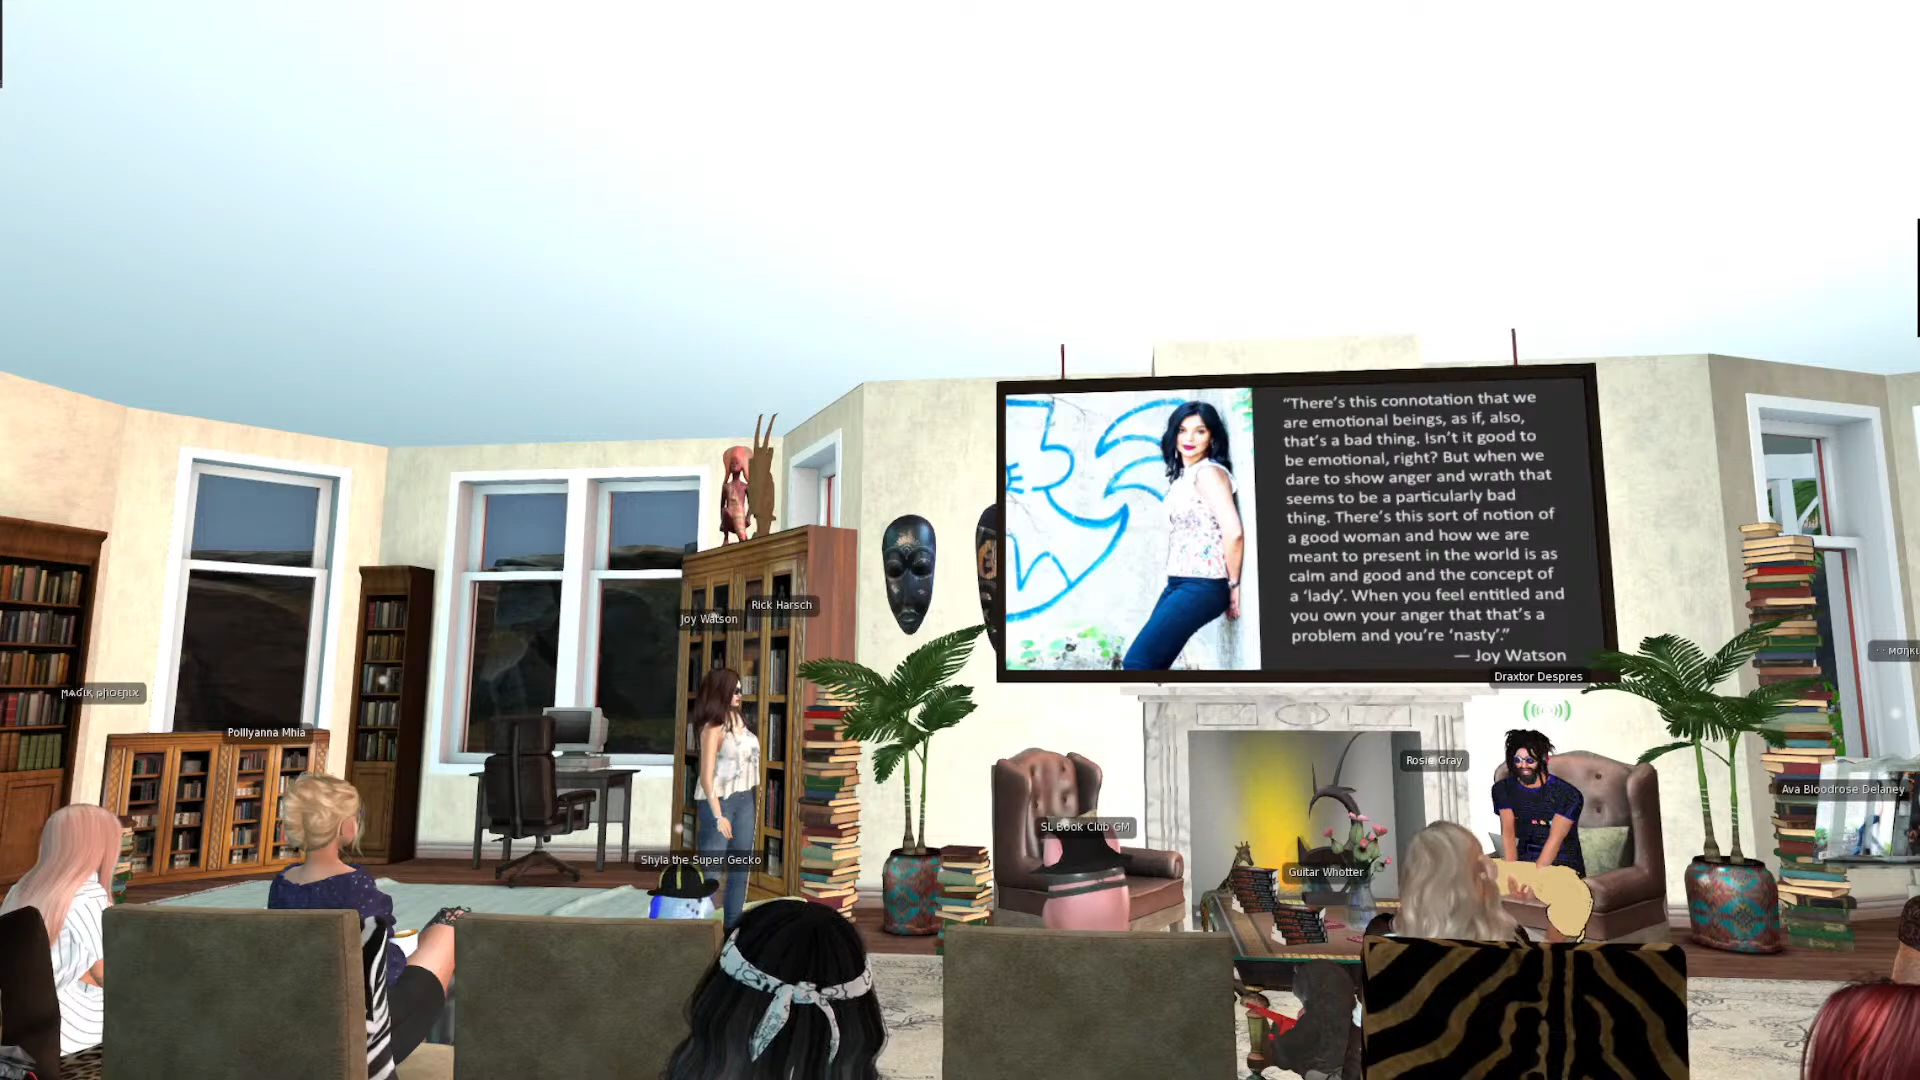 “There’s this connotation that we
are emotional beings, as if, also,
that’s a bad thing. Isn’t it good to
be emotional, right? But when we
dare to show anger and wrath that
seems to be a particularly bad
thing. There’s this sort of notion of
a good woman and how we are
meant to present in the world is as
calm and good and the concept of
a ‘lady’. When you feel entitled and
you own your anger that that’s a
problem and you’re ‘nasty’.”
— Joy Watson
Rick Harsch
Joy Watson
Draxtor Despres
Polllyanna Mhia
Rosie Gray
Ava Bloodrose Delaney
SL Book Club GM
Shyla the Super Gecko
Guitar Whotter